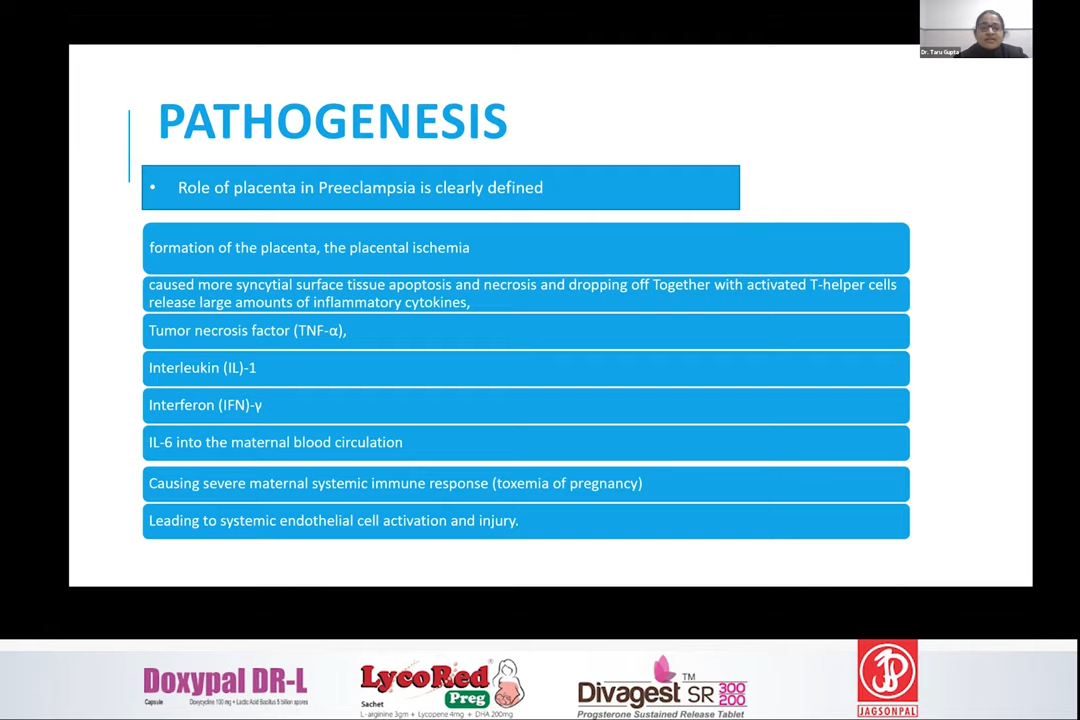 Dr. Taru Gupta
PATHOGENESIS
• Role of placenta in Preeclampsia is clearly defined
formation of the placenta, the placental ischemia
caused more syncytial surface tissue apoptosis and necrosis and dropping off Together with activated T-helper cells
release large amounts of inflammatory cytokines,
Tumor necrosis factor (TNF-α),
Interleukin (IL)-1
Interferon (IFN)-γ
IL-6 into the maternal blood circulation
Causing severe maternal systemic immune response (toxemia of pregnancy)
Leading to systemic endothelial cell activation and injury.
Doxypal DR-L
Capsule Doxycycline 100 mg + Lactic Acid Bacillus 5 billion spores
LycoRed®
Preg
Sachet
L-arginine 3gm + Lycopene 4mg + DHA 200mg
Divagest SR 300 200 TM
Progsterone Sustained Release Tablet
JAGSONPAL